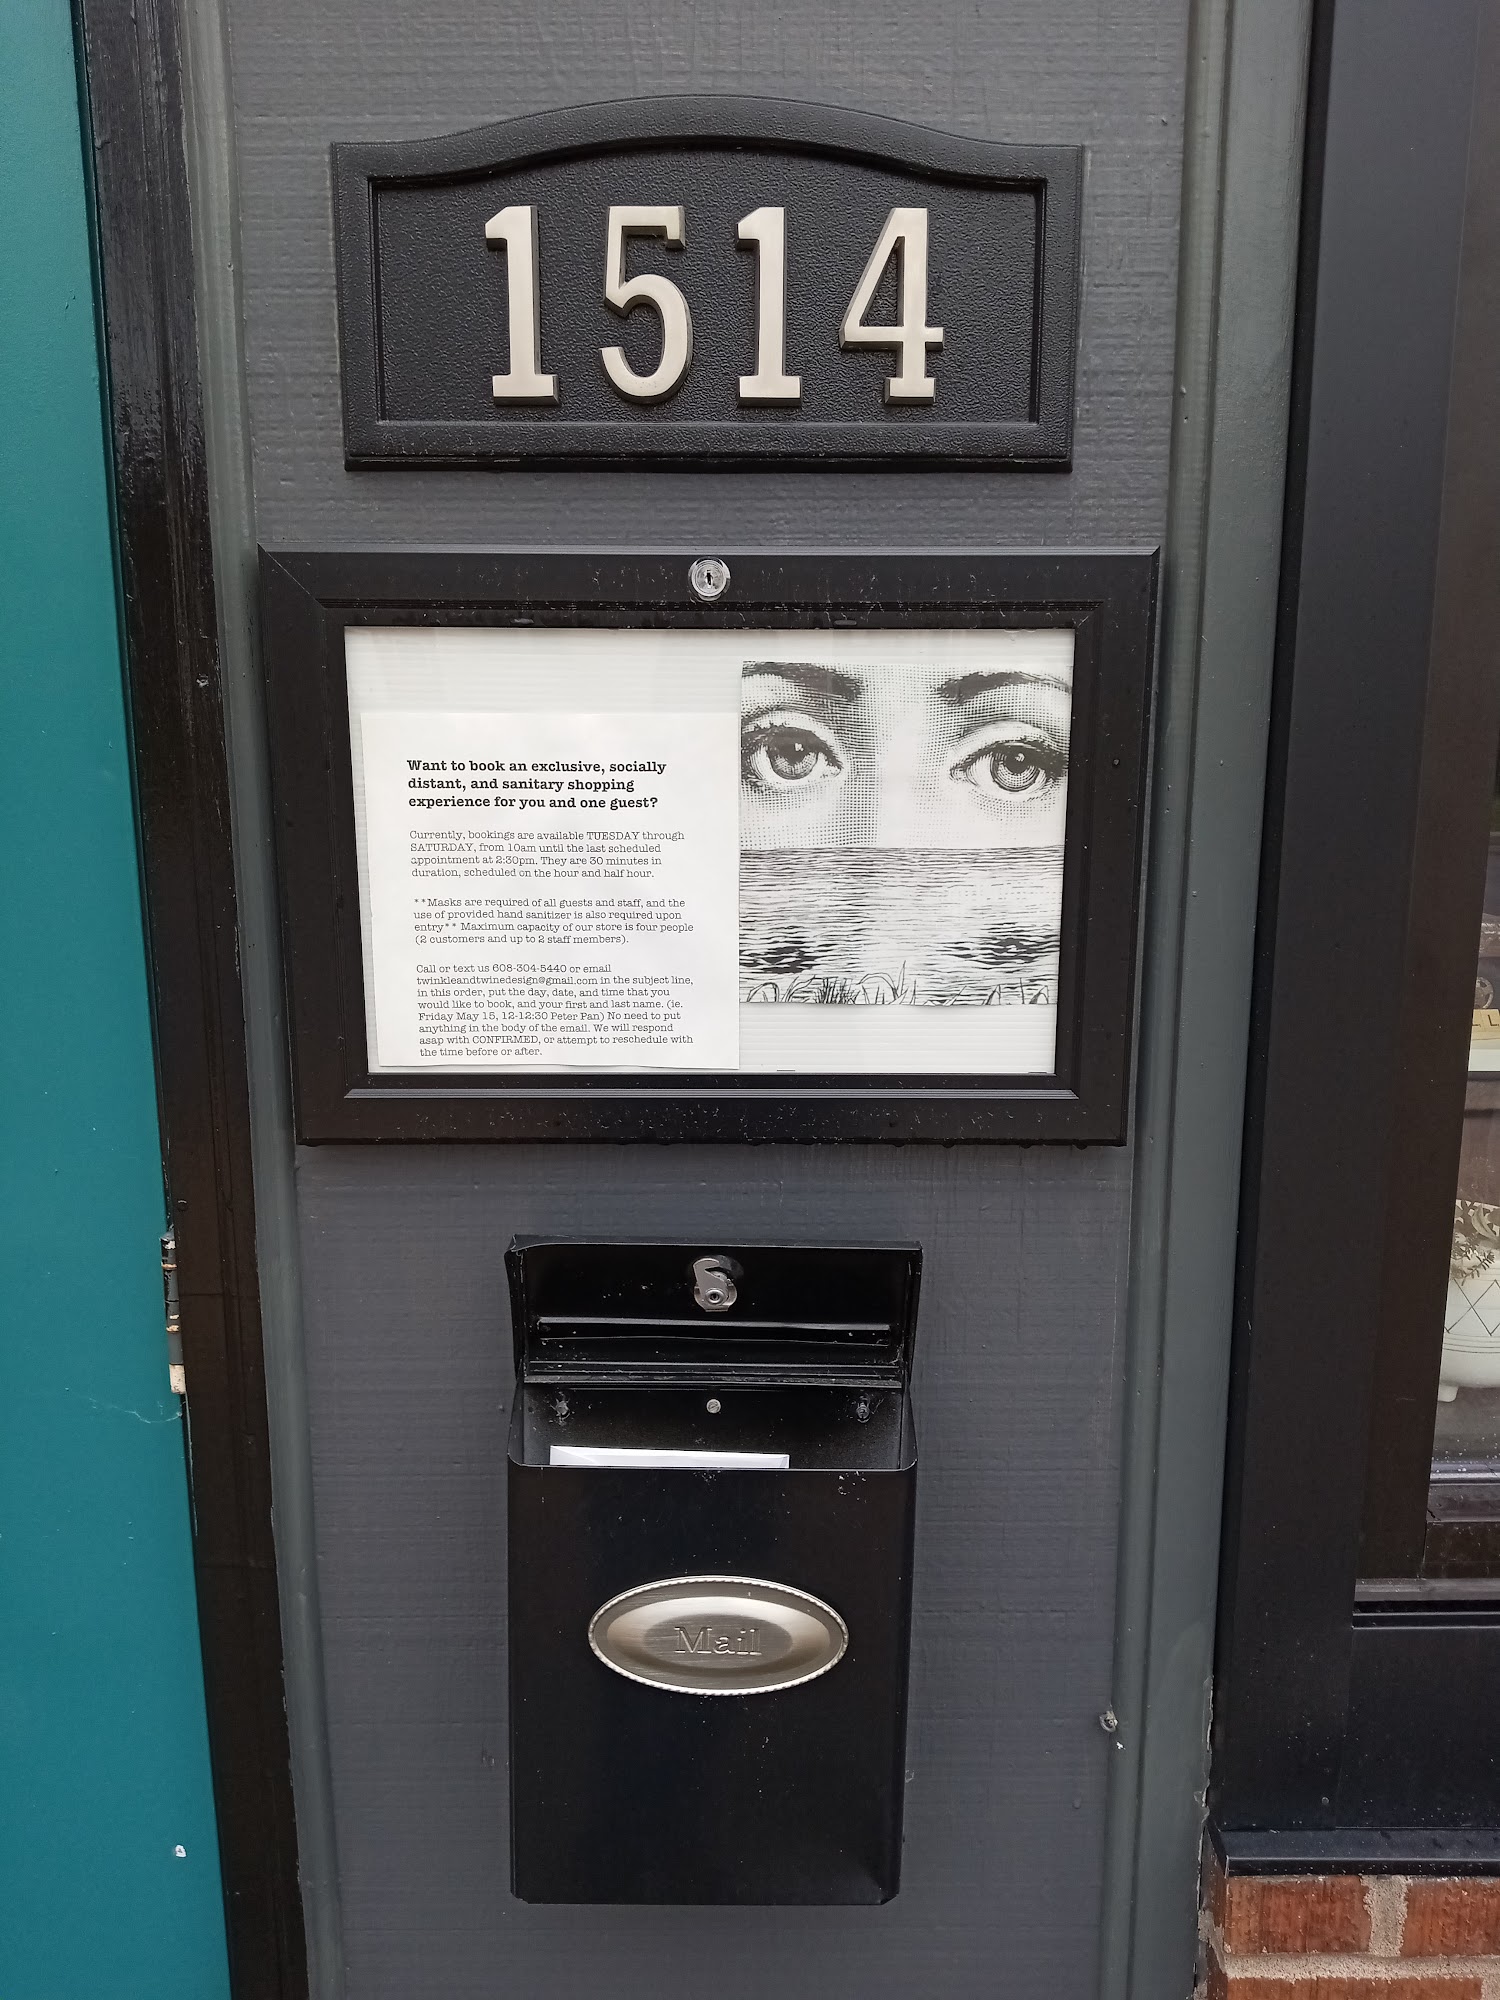 1514
Want to book an exclusive, socially
distant, and sanitary shopping
experience for you and one guest?
Currently, bookings are available TUESDAY through
SATURDAY, from 10am until the last scheduled
appointment at 2:30pm. They are 30 minutes in
duration, scheduled on the hour and half hour.
**Masks are required of all guests and staff, and the
use of provided hand sanitizer is also required upon
entry** Maximum capacity of our store is four people
(2 customers and up to 2 staff members).
Call or text us 608-304-5440 or email
twinkleandtwinedesign@gmail.com in the subject line,
in this order, put the day, date, and time that you
would like to book, and your first and last name. (ie.
Friday May 15, 12-12:30 Peter Pan) No need to put
anything in the body of the email. We will respond
asap with CONFIRMED, or attempt to reschedule with
the time before or after.
Mail